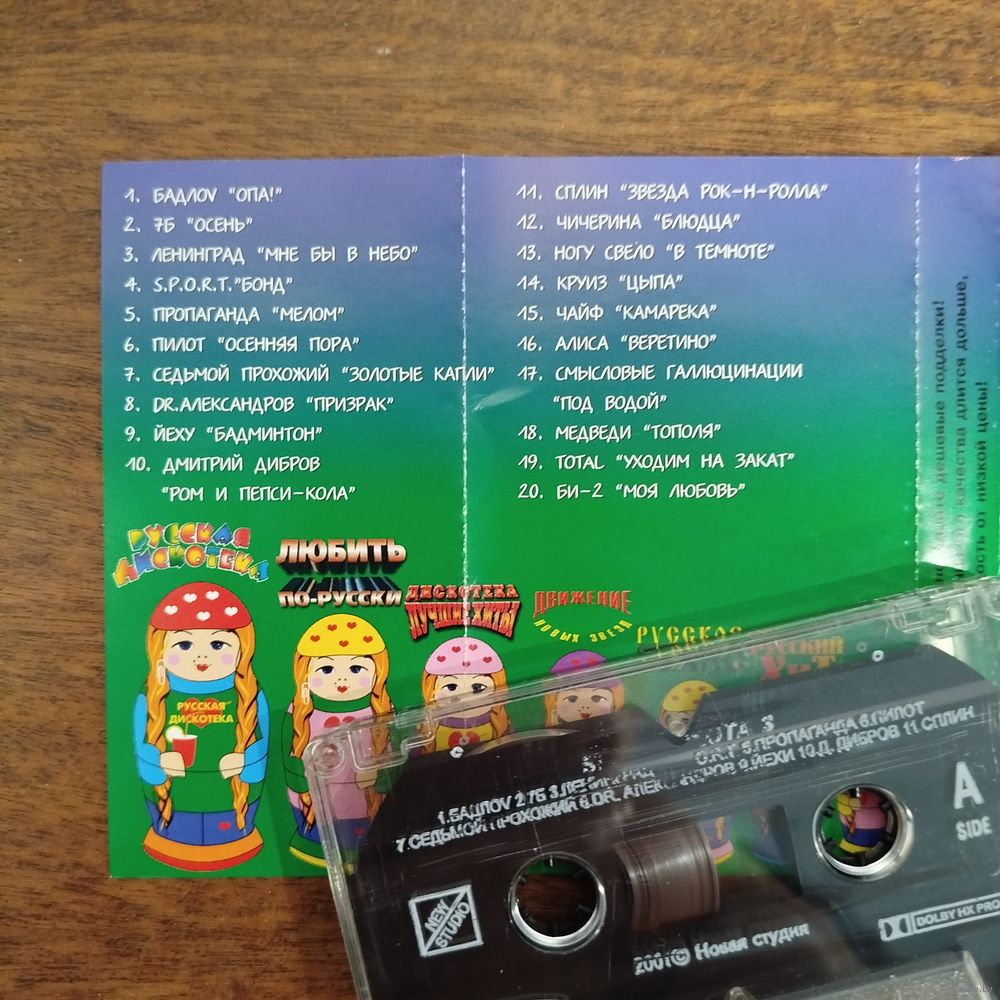 1. БАДЛОV "ОПА!"
2. 7Б "ОСЕНЬ"
3. ЛЕНИНГРАД "МНЕ БЫ В НЕБО"
4. S.P.O.R.T."БОНД"
5. ПРОПАГАНДА "МЕЛОМ"
6. ПИЛОТ "ОСЕННЯЯ ПОРА"
7. СЕДЬМОЙ ПРОХОЖИЙ "ЗОЛОТЫЕ КАПЛИ"
8. DR.АЛЕКСАНДРОВ "ПРИЗРАК"
9. ЙЕХУ "БАДМИНТОН"
10. ДМИТРИЙ ДИБРОВ
"РОМ И ПЕПСИ-КОЛА"
11. СПЛИН "ЗВЕЗДА РОК-Н-РОЛЛА"
12. ЧИЧЕРИНА "БЛЮДЦА"
13. НОГУ СВЕЛО "В ТЕМНОТЕ"
14. КРУИЗ "ЦЫПА"
15. ЧАЙФ "КАМАРЕКА"
16. АЛИСА "ВЕРЕТИНО"
17. СМЫСЛОВЫЕ ГАЛЛЮЦИНАЦИИ
"ПОД ВОДОЙ"
18. МЕДВЕДИ "ТОПОЛЯ"
19. TOTAL "УХОДИМ НА ЗАКАТ"
20. БИ-2 "МОЯ ЛЮБОВЬ"
дешевые подделки!
качества длится дольше,
от низкой цены!
РУССКАЯ
ДИСКОТЕКА
ЛЮБИТЬ
ПО-РУССКИ
ДИСКОТЕКА
ЛУЧШИЕ ХИТЫ
ДВИЖЕНИЕ
НОВЫХ ЗВЕЗД
РУССКАЯ
ХИТ
РУССКАЯ
ДИСКОТЕКА
3
1.БАДЛОV 2.7Б 5.ПРОПАГАНДА 6.ПИЛОТ
7.СЕДЬМОЙ ПРОХОЖИЙ 8.DR. 9.ЙЕХИ 10.Д. ДИБРОВ 11.СПЛИН
A
SIDE
NEW
STUDIO
2001© Новая студия
DOLBY HX PRO